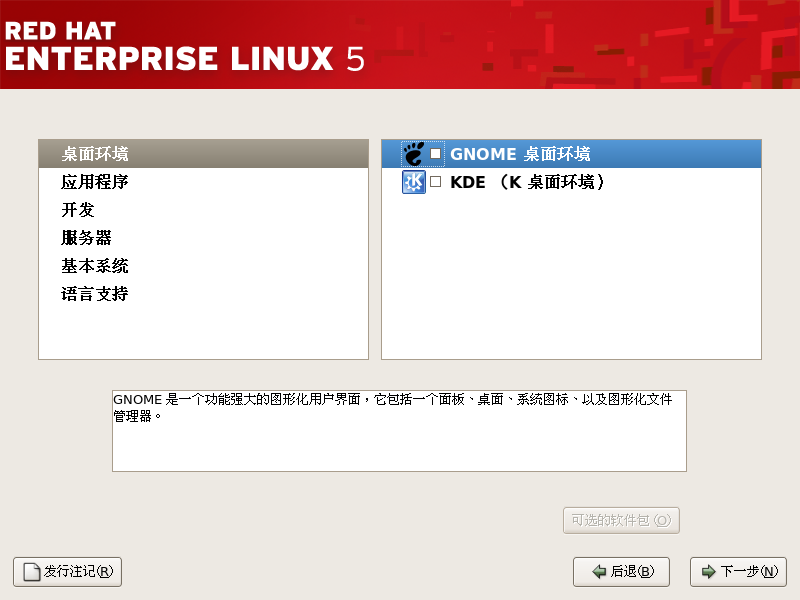 RED HAT
ENTERPRISE LINUX 5
桌面环境
应用程序
开发
服务器
基本系统
语言支持
GNOME 桌面环境
KDE （K 桌面环境）
GNOME 是一个功能强大的图形化用户界面，它包括一个面板、桌面、系统图标、以及图形化文件
管理器。
可选的软件包(O)
发行注记(R)
后退(B)
下一步(N)